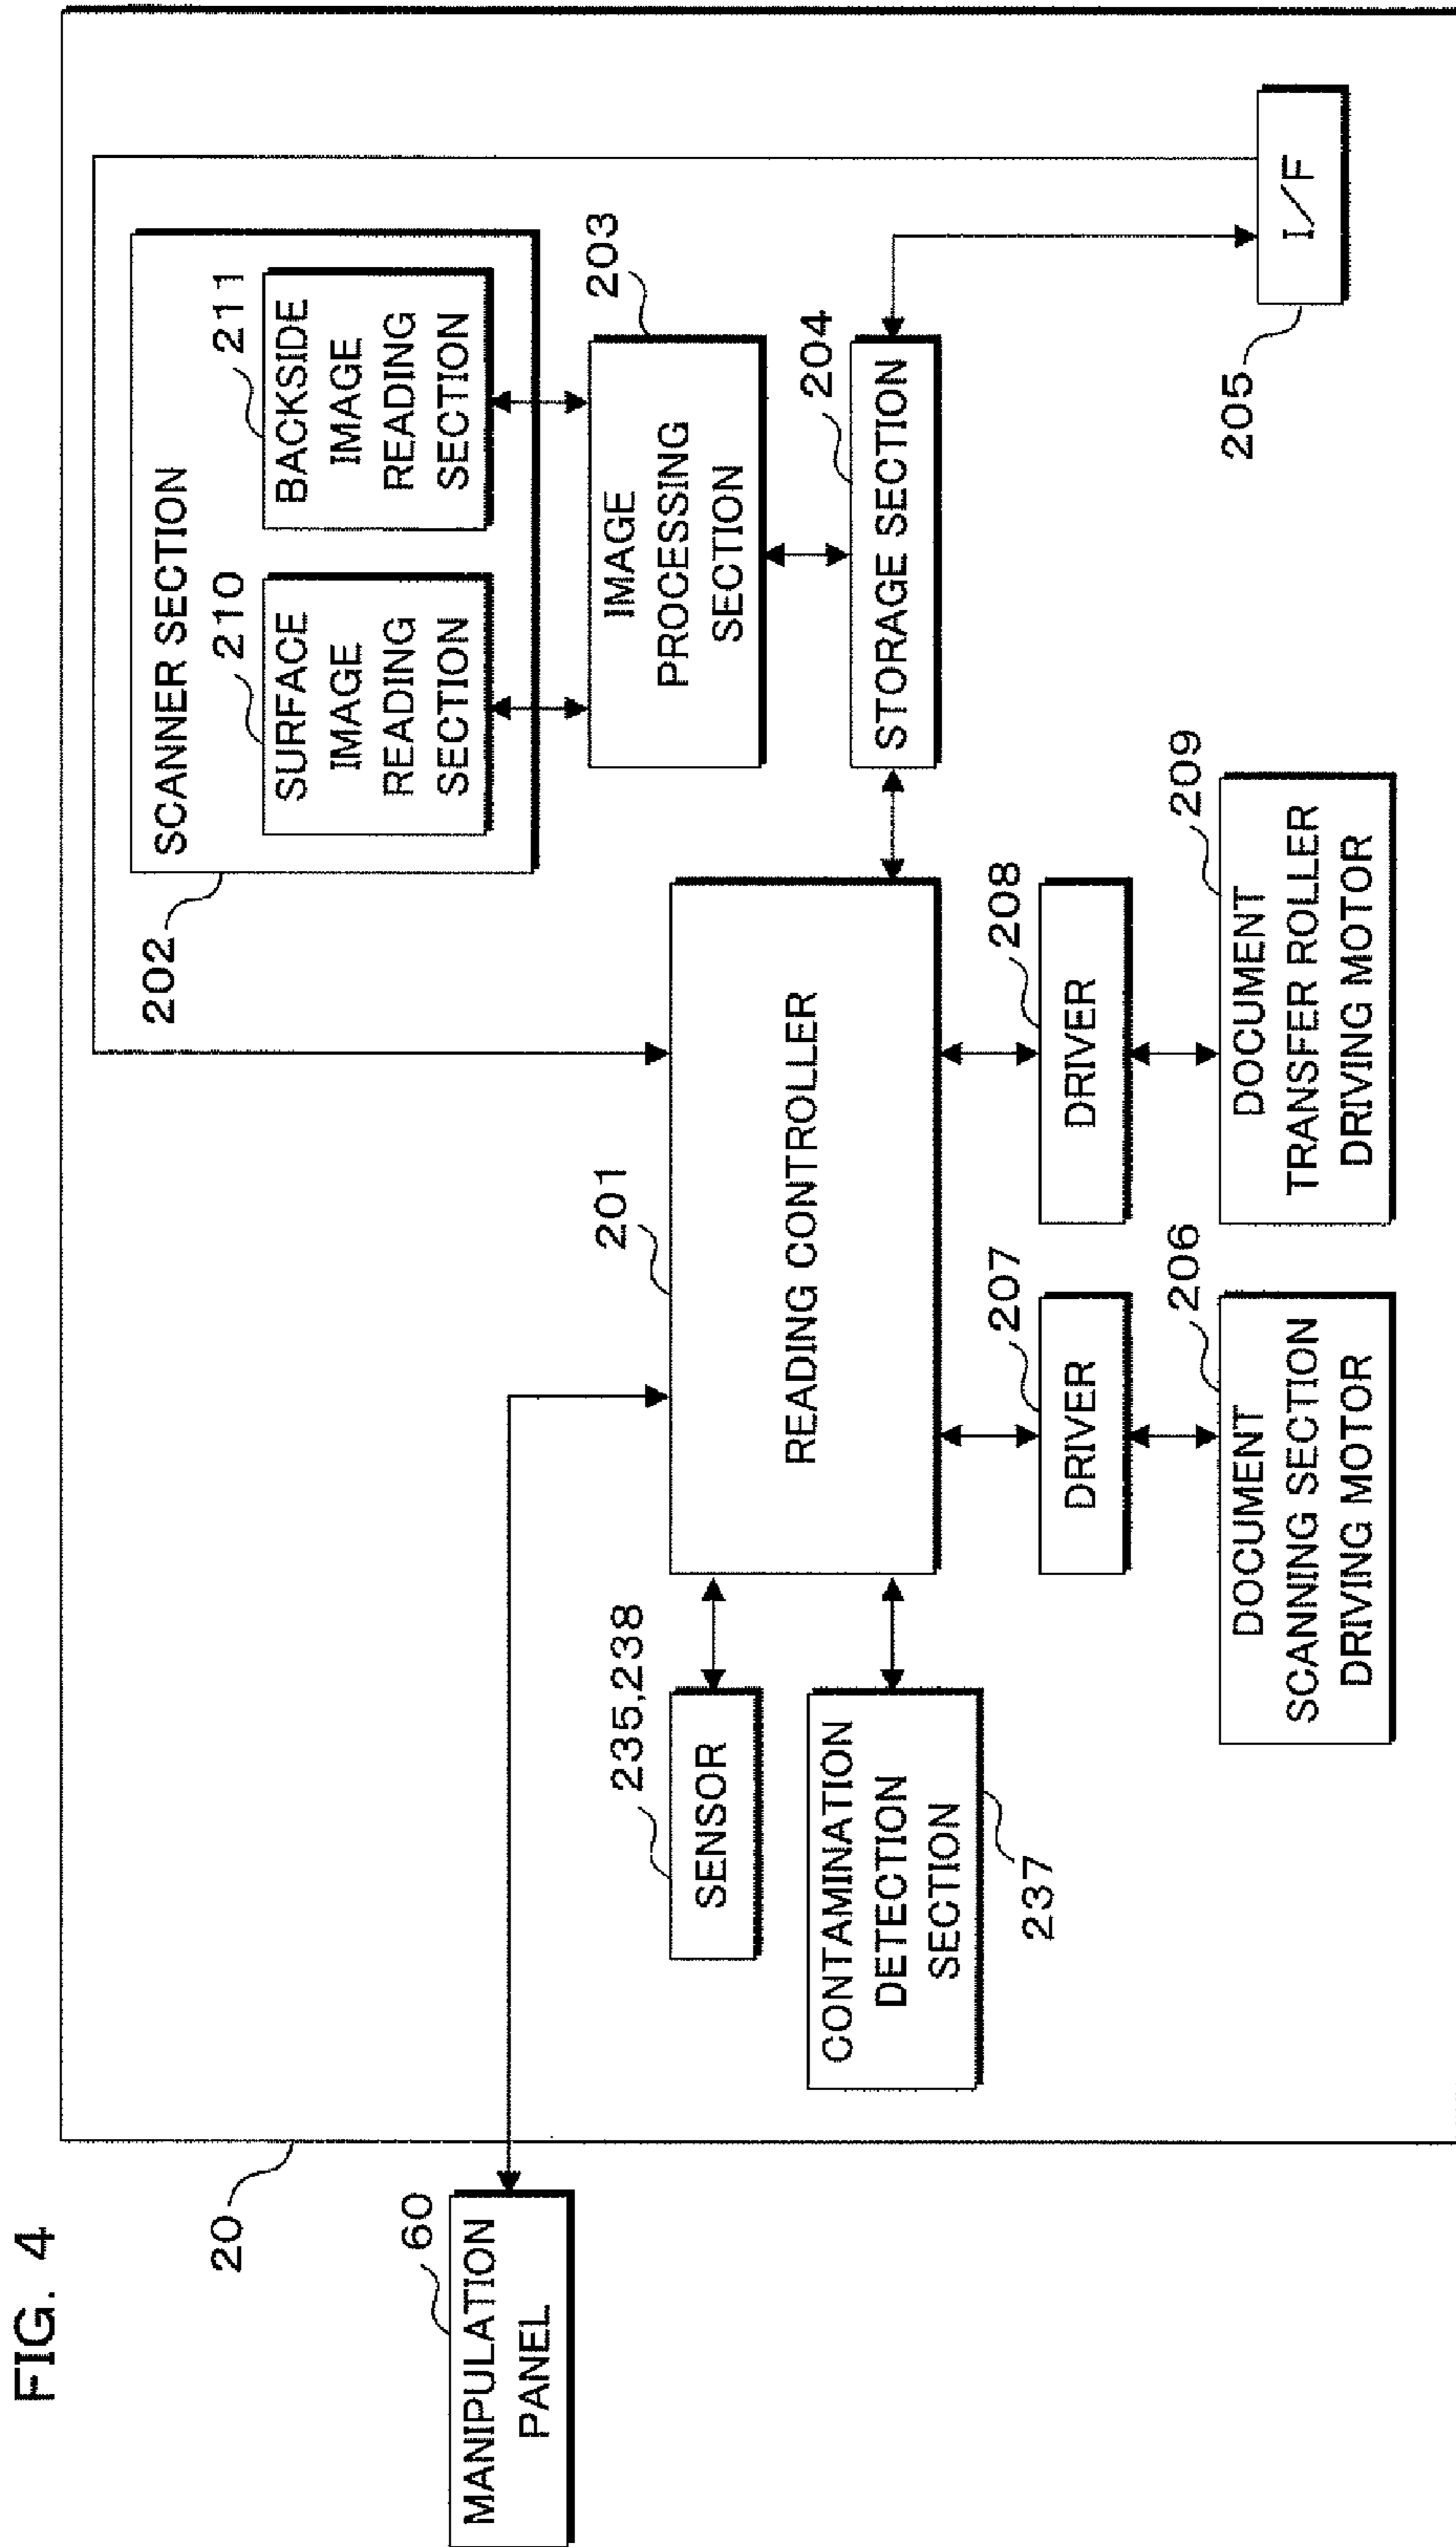 FIG. 4
20
MANIPULATION
PANEL
60
SCANNER SECTION
202
SURFACE
IMAGE
READING
SECTION
210
BACKSIDE
IMAGE
READING
SECTION
211
IMAGE
PROCESSING
SECTION
203
STORAGE SECTION
204
I/F
205
READING CONTROLLER
201
SENSOR
235,238
CONTAMINATION
DETECTION
SECTION
237
DRIVER
207
DRIVER
208
DOCUMENT
SCANNING SECTION
DRIVING MOTOR
206
DOCUMENT
TRANSFER ROLLER
DRIVING MOTOR
209